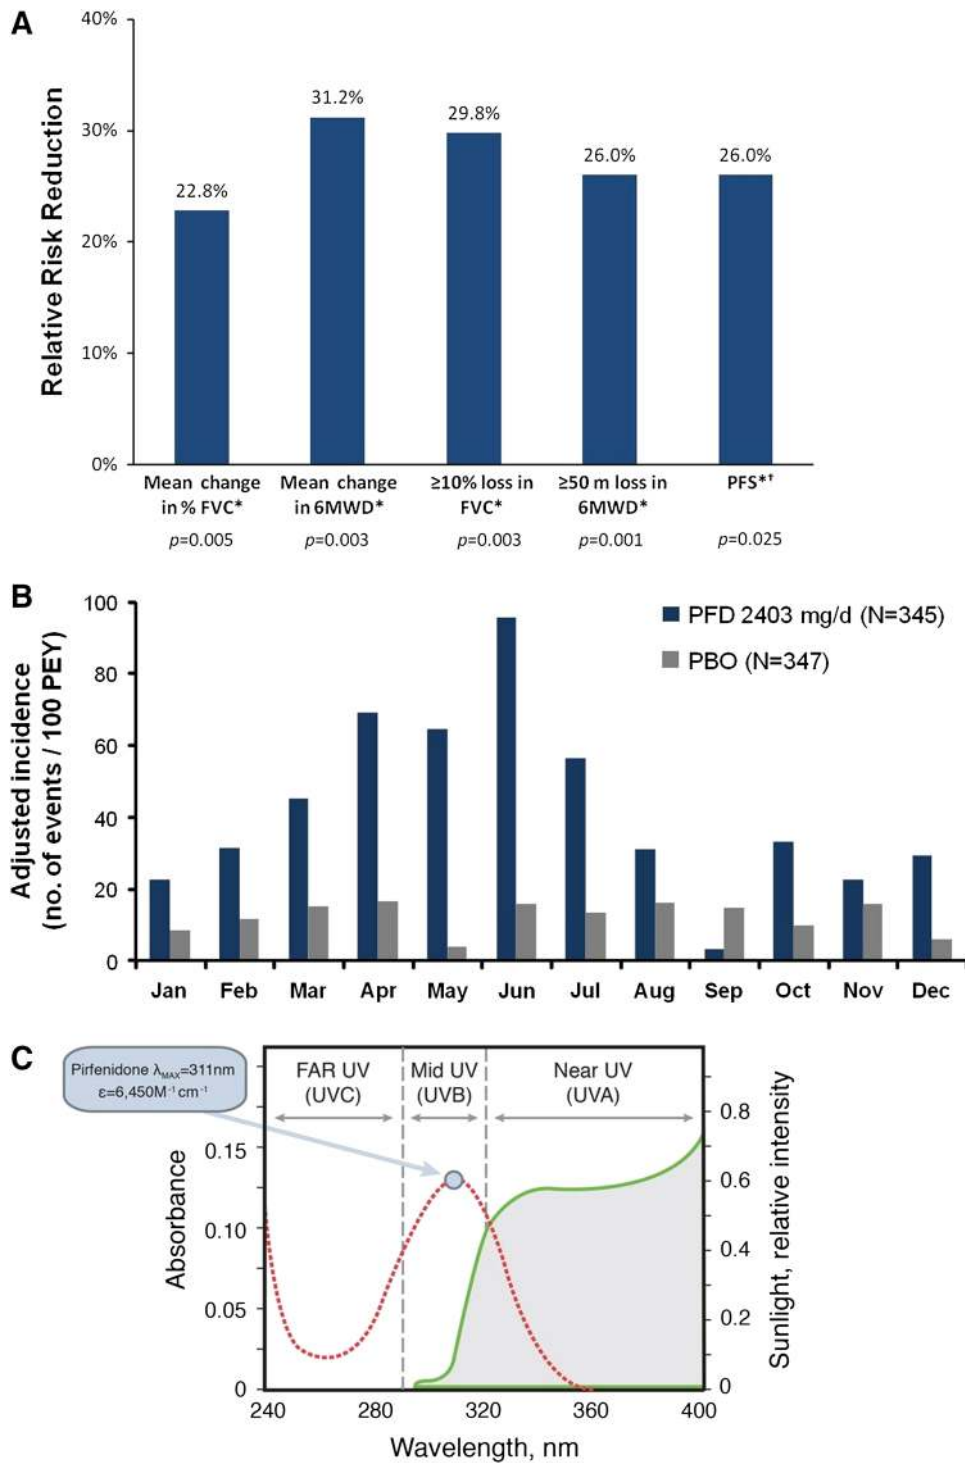 A
40%
30%
20%
10%
0%
Relative Risk Reduction
22.8%
31.2%
29.8%
26.0%
26.0%
Mean change in % FVC*
Mean change in 6MWD*
≥10% loss in FVC*
≥50 m loss in 6MWD*
PFS*†
p=0.005
p=0.003
p=0.003
p=0.001
p=0.025
B
Adjusted incidence
(no. of events / 100 PEY)
100
80
60
40
20
0
PFD 2403 mg/d (N=345)
PBO (N=347)
Jan Feb Mar Apr May Jun Jul Aug Sep Oct Nov Dec
C
Pirfenidone λMAX=311nm
ε=6,450M⁻¹cm⁻¹
FAR UV
(UVC)
Mid UV
(UVB)
Near UV
(UVA)
Absorbance
0.15
0.10
0.05
0
0.8
0.6
0.4
0.2
0
Sunlight, relative intensity
240 280 320 360 400
Wavelength, nm